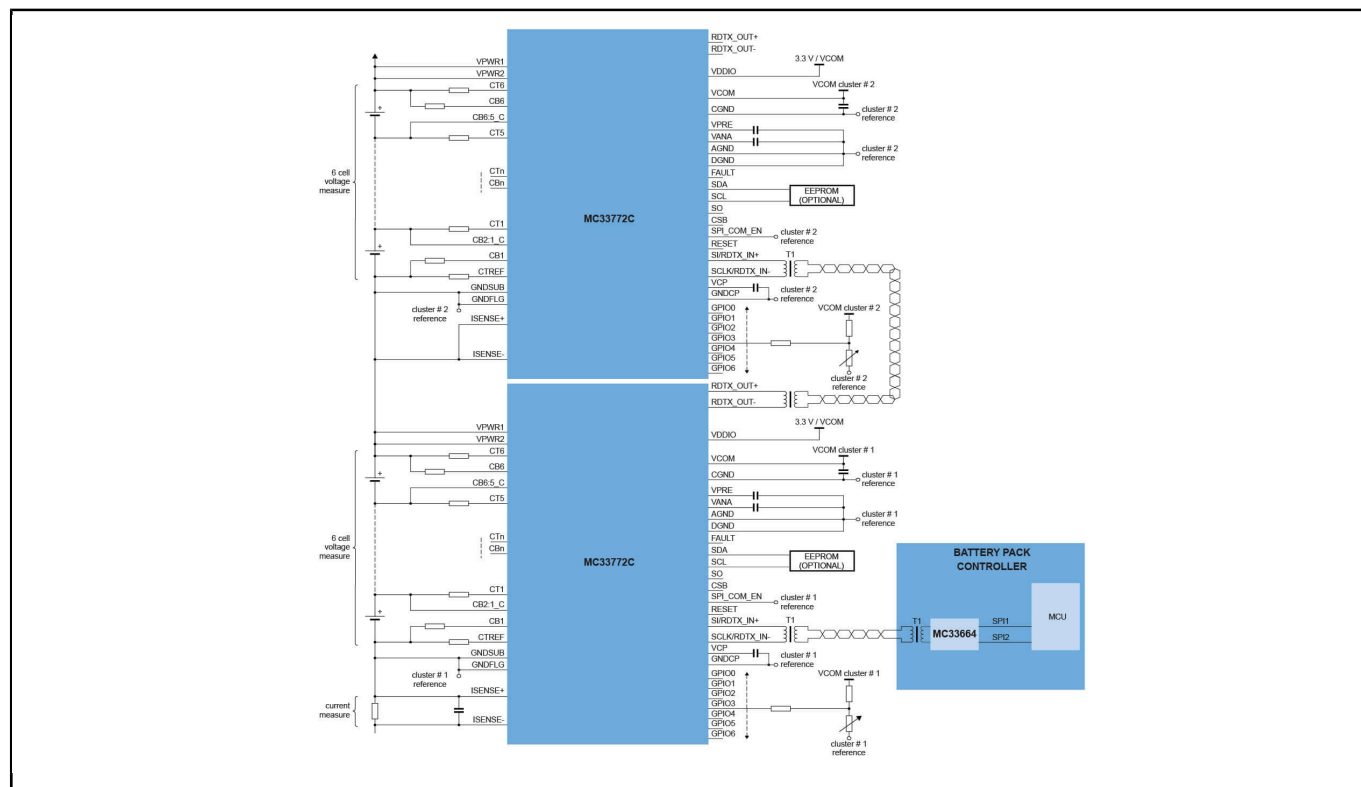 RDTX_OUT+
RDTX_OUT-
3.3 V / VCOM
VPWR1
VPWR2
VDDIO
CT6
VCOM cluster # 2
VCOM
CB6
CGND
cluster # 2
reference
CB6:5_C
VPRE
CT5
VANA
AGND
cluster # 2
reference
DGND
FAULT
6 cell
voltage
measure
CTn
CBn
SDA
SCL
EEPROM
(OPTIONAL)
SO
MC33772C
CSB
CT1
SPI_COM_EN
cluster # 2
reference
CB2:1_C
RESET
CB1
SI/RDTX_IN+
T1
CTREF
SCLK/RDTX_IN-
GNDSUB
VCP
GNDFLG
GNDCP
cluster # 2
reference
cluster # 2
reference
GPIO0
VCOM cluster # 2
ISENSE+
GPIO1
GPIO2
GPIO3
GPIO4
ISENSE-
GPIO5
GPIO6
cluster # 2
reference
RDTX_OUT+
RDTX_OUT-
3.3 V / VCOM
VPWR1
VPWR2
VDDIO
CT6
VCOM cluster # 1
VCOM
CB6
CGND
cluster # 1
reference
CB6:5_C
VPRE
CT5
VANA
AGND
cluster # 1
reference
DGND
FAULT
6 cell
voltage
measure
CTn
CBn
SDA
SCL
EEPROM
(OPTIONAL)
SO
MC33772C
CSB
CT1
SPI_COM_EN
cluster # 1
reference
CB2:1_C
RESET
CB1
SI/RDTX_IN+
T1
CTREF
SCLK/RDTX_IN-
BATTERY PACK
CONTROLLER
T1
MC33664
SPI1
SPI2
MCU
GNDSUB
VCP
GNDFLG
GNDCP
cluster # 1
reference
cluster # 1
reference
GPIO0
VCOM cluster # 1
ISENSE+
GPIO1
GPIO2
current
measure
GPIO3
GPIO4
ISENSE-
GPIO5
GPIO6
cluster # 1
reference